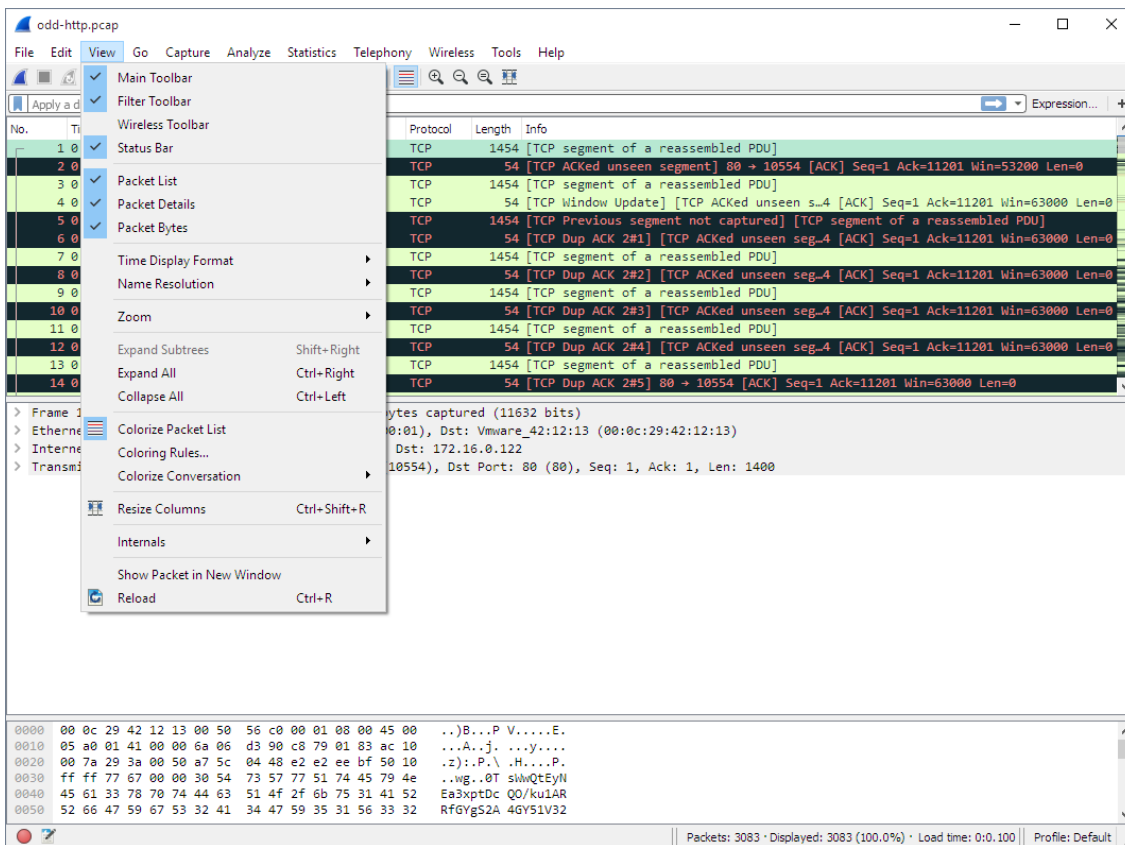 odd-http.pcap
File Edit View Go Capture Analyze Statistics Telephony Wireless Tools Help
Main Toolbar
Filter Toolbar
Wireless Toolbar
Status Bar
Packet List
Packet Details
Packet Bytes
Time Display Format
Name Resolution
Zoom
Expand Subtrees Shift+Right
Expand All Ctrl+Right
Collapse All Ctrl+Left
Colorize Packet List
Coloring Rules...
Colorize Conversation
Resize Columns Ctrl+Shift+R
Internals
Show Packet in New Window
Reload Ctrl+R
Apply a d Expression... +
No. Ti Protocol Length Info
1 0 TCP 1454 [TCP segment of a reassembled PDU]
2 0 TCP 54 [TCP ACKed unseen segment] 80 → 10554 [ACK] Seq=1 Ack=11201 Win=53200 Len=0
3 0 TCP 1454 [TCP segment of a reassembled PDU]
4 0 TCP 54 [TCP Window Update] [TCP ACKed unseen s…4 [ACK] Seq=1 Ack=11201 Win=63000 Len=0
5 0 TCP 1454 [TCP Previous segment not captured] [TCP segment of a reassembled PDU]
6 0 TCP 54 [TCP Dup ACK 2#1] [TCP ACKed unseen seg…4 [ACK] Seq=1 Ack=11201 Win=63000 Len=0
7 0 TCP 1454 [TCP segment of a reassembled PDU]
8 0 TCP 54 [TCP Dup ACK 2#2] [TCP ACKed unseen seg…4 [ACK] Seq=1 Ack=11201 Win=63000 Len=0
9 0 TCP 1454 [TCP segment of a reassembled PDU]
10 0 TCP 54 [TCP Dup ACK 2#3] [TCP ACKed unseen seg…4 [ACK] Seq=1 Ack=11201 Win=63000 Len=0
11 0 TCP 1454 [TCP segment of a reassembled PDU]
12 0 TCP 54 [TCP Dup ACK 2#4] [TCP ACKed unseen seg…4 [ACK] Seq=1 Ack=11201 Win=63000 Len=0
13 0 TCP 1454 [TCP segment of a reassembled PDU]
14 0 TCP 54 [TCP Dup ACK 2#5] 80 → 10554 [ACK] Seq=1 Ack=11201 Win=63000 Len=0
> Frame 1 ytes captured (11632 bits)
> Etherne 0:01), Dst: Vmware_42:12:13 (00:0c:29:42:12:13)
> Interne Dst: 172.16.0.122
> Transmi 10554), Dst Port: 80 (80), Seq: 1, Ack: 1, Len: 1400
0000 00 0c 29 42 12 13 00 50 56 c0 00 01 08 00 45 00 ..)B...P V.....E.
0010 05 a0 01 41 00 00 6a 06 d3 90 c8 79 01 83 ac 10 ...A..j. ...y....
0020 00 7a 29 3a 00 50 a7 5c 04 48 e2 e2 ee bf 50 10 .z):.P.\ .H....P.
0030 ff ff 77 67 00 00 30 54 73 57 77 51 74 45 79 4e ..wg..0T sWwQtEyN
0040 45 61 33 78 70 74 44 63 51 4f 2f 6b 75 31 41 52 Ea3xptDc QO/ku1AR
0050 52 66 47 59 67 53 32 41 34 47 59 35 31 56 33 32 RfGYgS2A 4GY51V32
Packets: 3083 · Displayed: 3083 (100.0%) · Load time: 0:0.100 Profile: Default